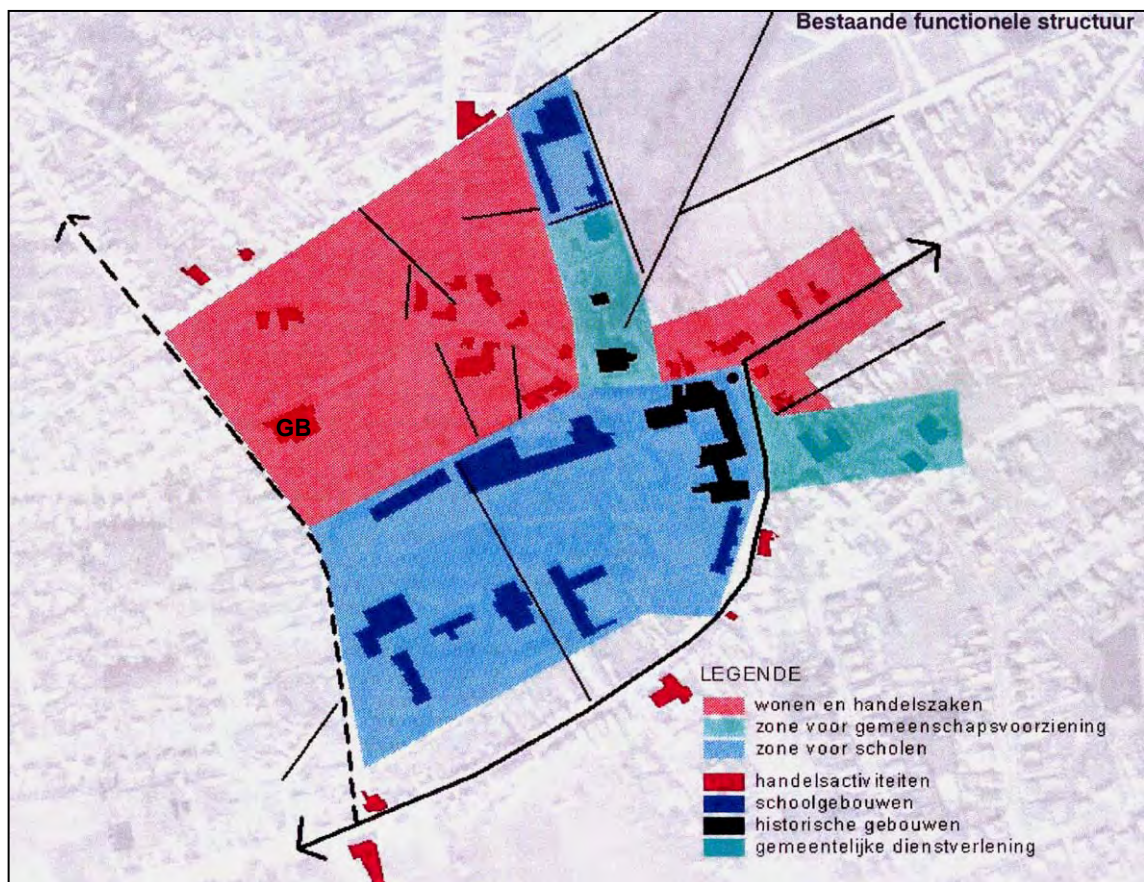 Bestaande functionele structuur
GB
LEGENDE
wonen en handelszaken
zone voor gemeenschapsvoorziening
zone voor scholen
handelsactiviteiten
schoolgebouwen
historische gebouwen
gemeentelijke dienstverlening